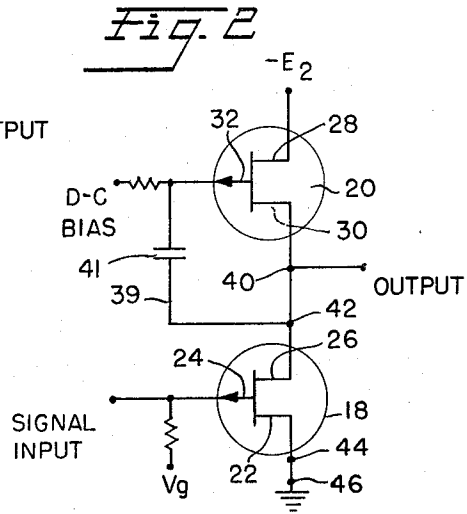 Fig. 2
-E2
TPUT
32
28
20
D-C
BIAS
30
41
40
OUTPUT
39
42
24
26
SIGNAL
INPUT
18
22
44
Vg
46